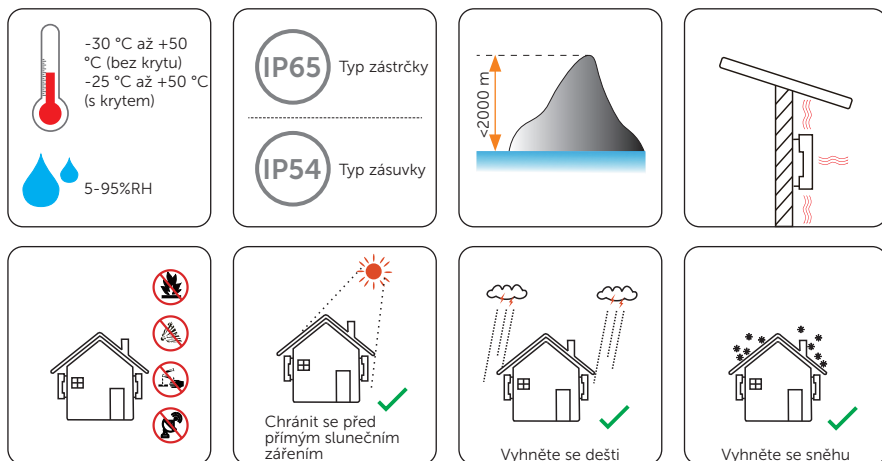 -30 °C až +50
°C (bez krytu)
-25 °C až +50 °C
(s krytem)
5-95%RH
IP65 Typ zástrčky
IP54 Typ zásuvky
<2000 m
Chránit se před
přímým slunečním
zářením
Vyhněte se dešti
Vyhněte se sněhu